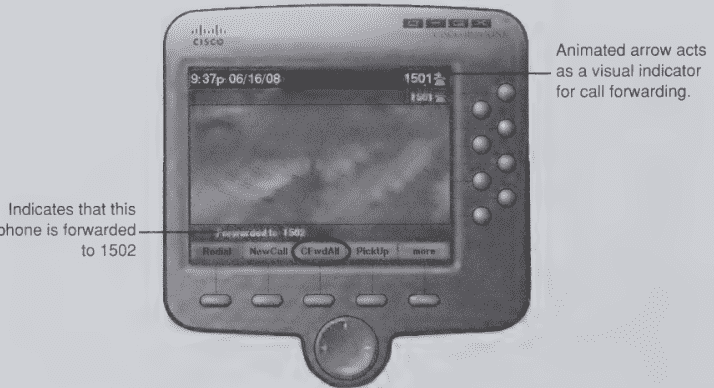 CISCO
9:37p 06/16/08 1501
1501
Animated arrow acts
as a visual indicator
for call forwarding.
Indicates that this
phone is forwarded
to 1502
Forwarded to 1502
Redial NewCall CFwdAll PickUp more